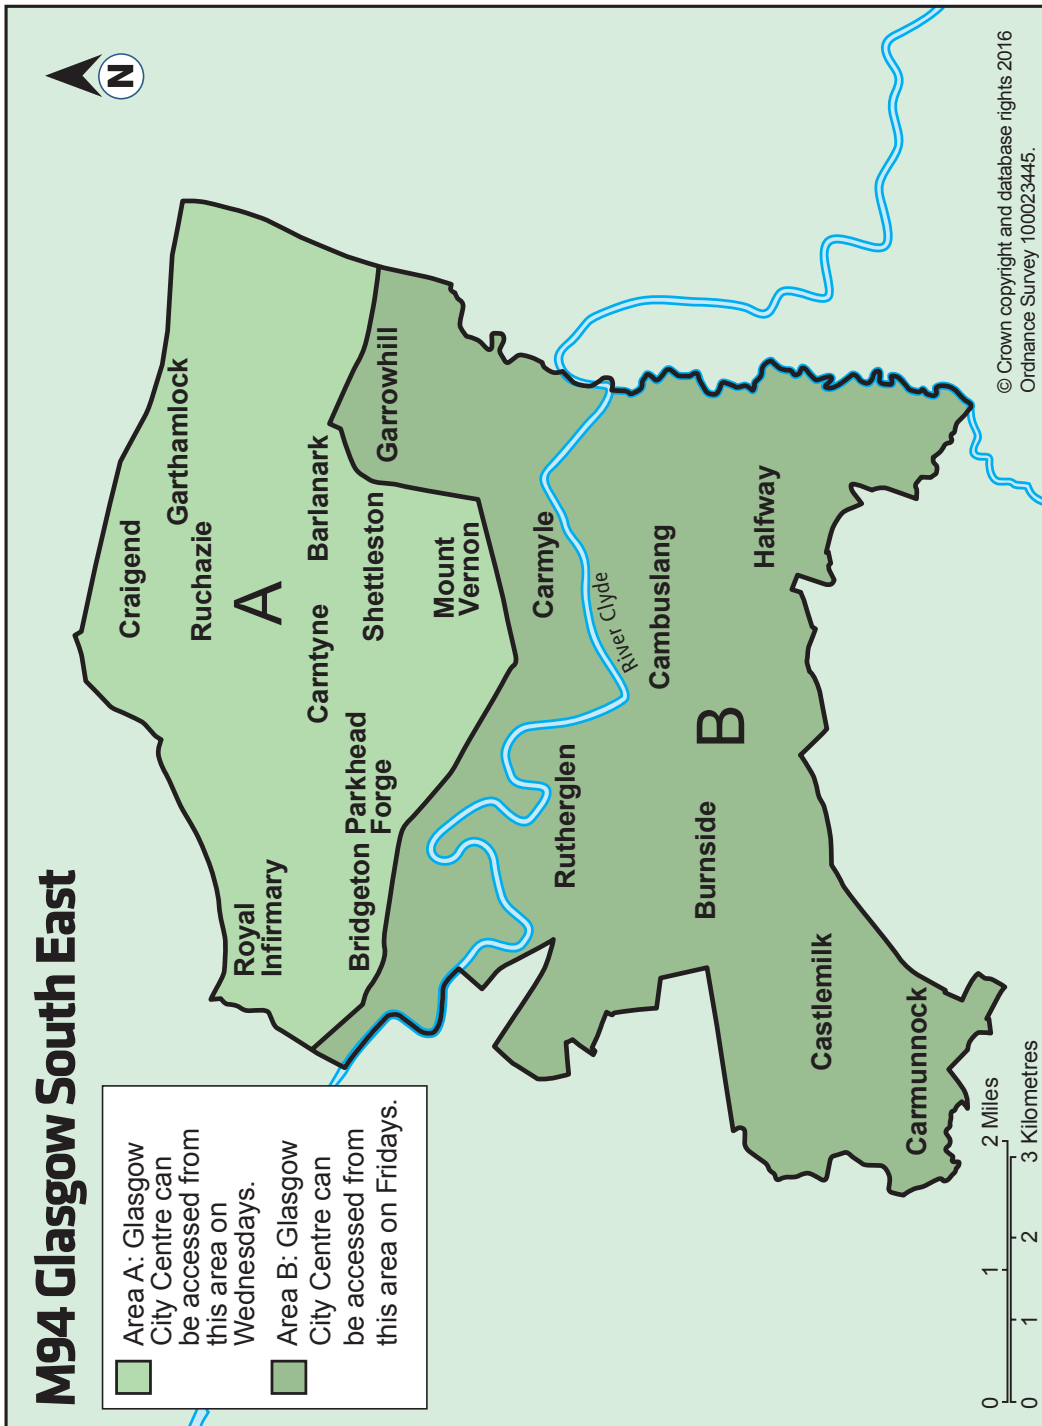 M94 Glasgow South East
N
Area A: Glasgow
City Centre can
be accessed from
this area on
Wednesdays.
Area B: Glasgow
City Centre can
be accessed from
this area on Fridays.
Craigend
Garthamlock
Ruchazie
A
Royal
Infirmary
Carntyne
Barlanark
Shettleston
Garrowhill
Bridgeton
Parkhead
Forge
Mount
Vernon
Carmyle
Rutherglen
River Clyde
Cambuslang
Burnside
B
Halfway
Castlemilk
Carmunnock
0 1 2 Miles
0 1 2 3 Kilometres
© Crown copyright and database rights 2016
Ordnance Survey 100023445.